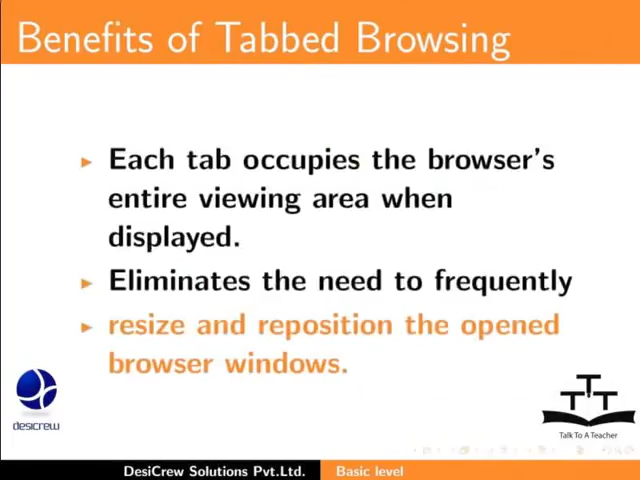 Benefits of Tabbed Browsing
Each tab occupies the browser's
entire viewing area when
displayed.
Eliminates the need to frequently
resize and reposition the opened
browser windows.
desicrew
T T T
Talk To A Teacher
DesiCrew Solutions Pvt.Ltd.
Basic level